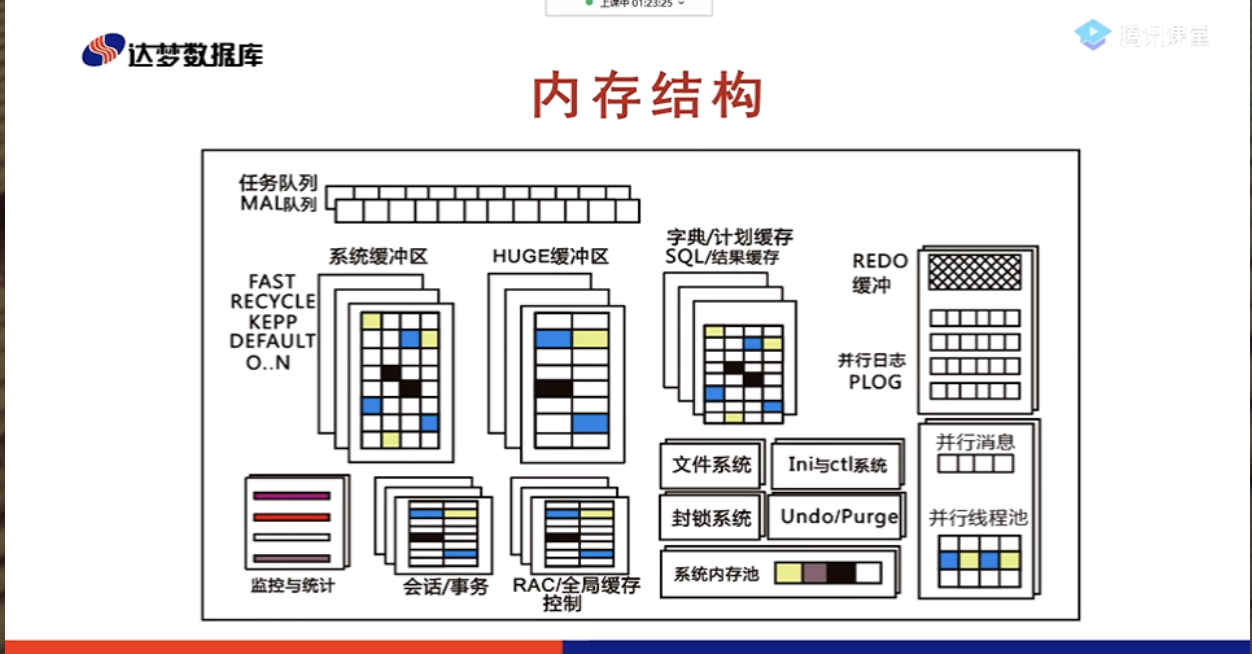 上课中 01:23:25
达梦数据库
腾讯课堂
内存结构
任务队列
MAL队列
系统缓冲区
HUGE缓冲区
字典/计划缓存
SQL/结果缓存
FAST
RECYCLE
KEPP
DEFAULT
O..N
REDO
缓冲
并行日志
PLOG
文件系统
Ini与ctl系统
并行消息
封锁系统
Undo/Purge
并行线程池
系统内存池
监控与统计
会话/事务
RAC/全局缓存
控制